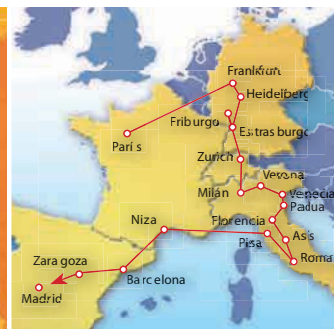 Frankfurt
Heidelberg
Friburgo
Estrasburgo
París
Zurich
Verona
Milán
Venecia
Padua
Niza
Florencia
Pisa
Asís
Roma
Zaragoza
Barcelona
Madrid